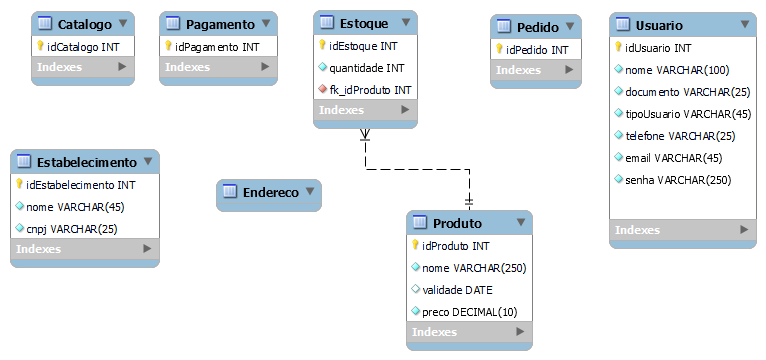 Catalogo
idCatalogo INT
Indexes
Pagamento
idPagamento INT
Indexes
Estoque
idEstoque INT
quantidade INT
fk_idProduto INT
Indexes
Pedido
idPedido INT
Indexes
Usuario
idUsuario INT
nome VARCHAR(100)
documento VARCHAR(25)
tipoUsuario VARCHAR(45)
telefone VARCHAR(25)
email VARCHAR(45)
senha VARCHAR(250)
Indexes
Estabelecimento
idEstabelecimento INT
nome VARCHAR(45)
cnpj VARCHAR(25)
Indexes
Endereco
Produto
idProduto INT
nome VARCHAR(250)
validade DATE
preco DECIMAL(10)
Indexes